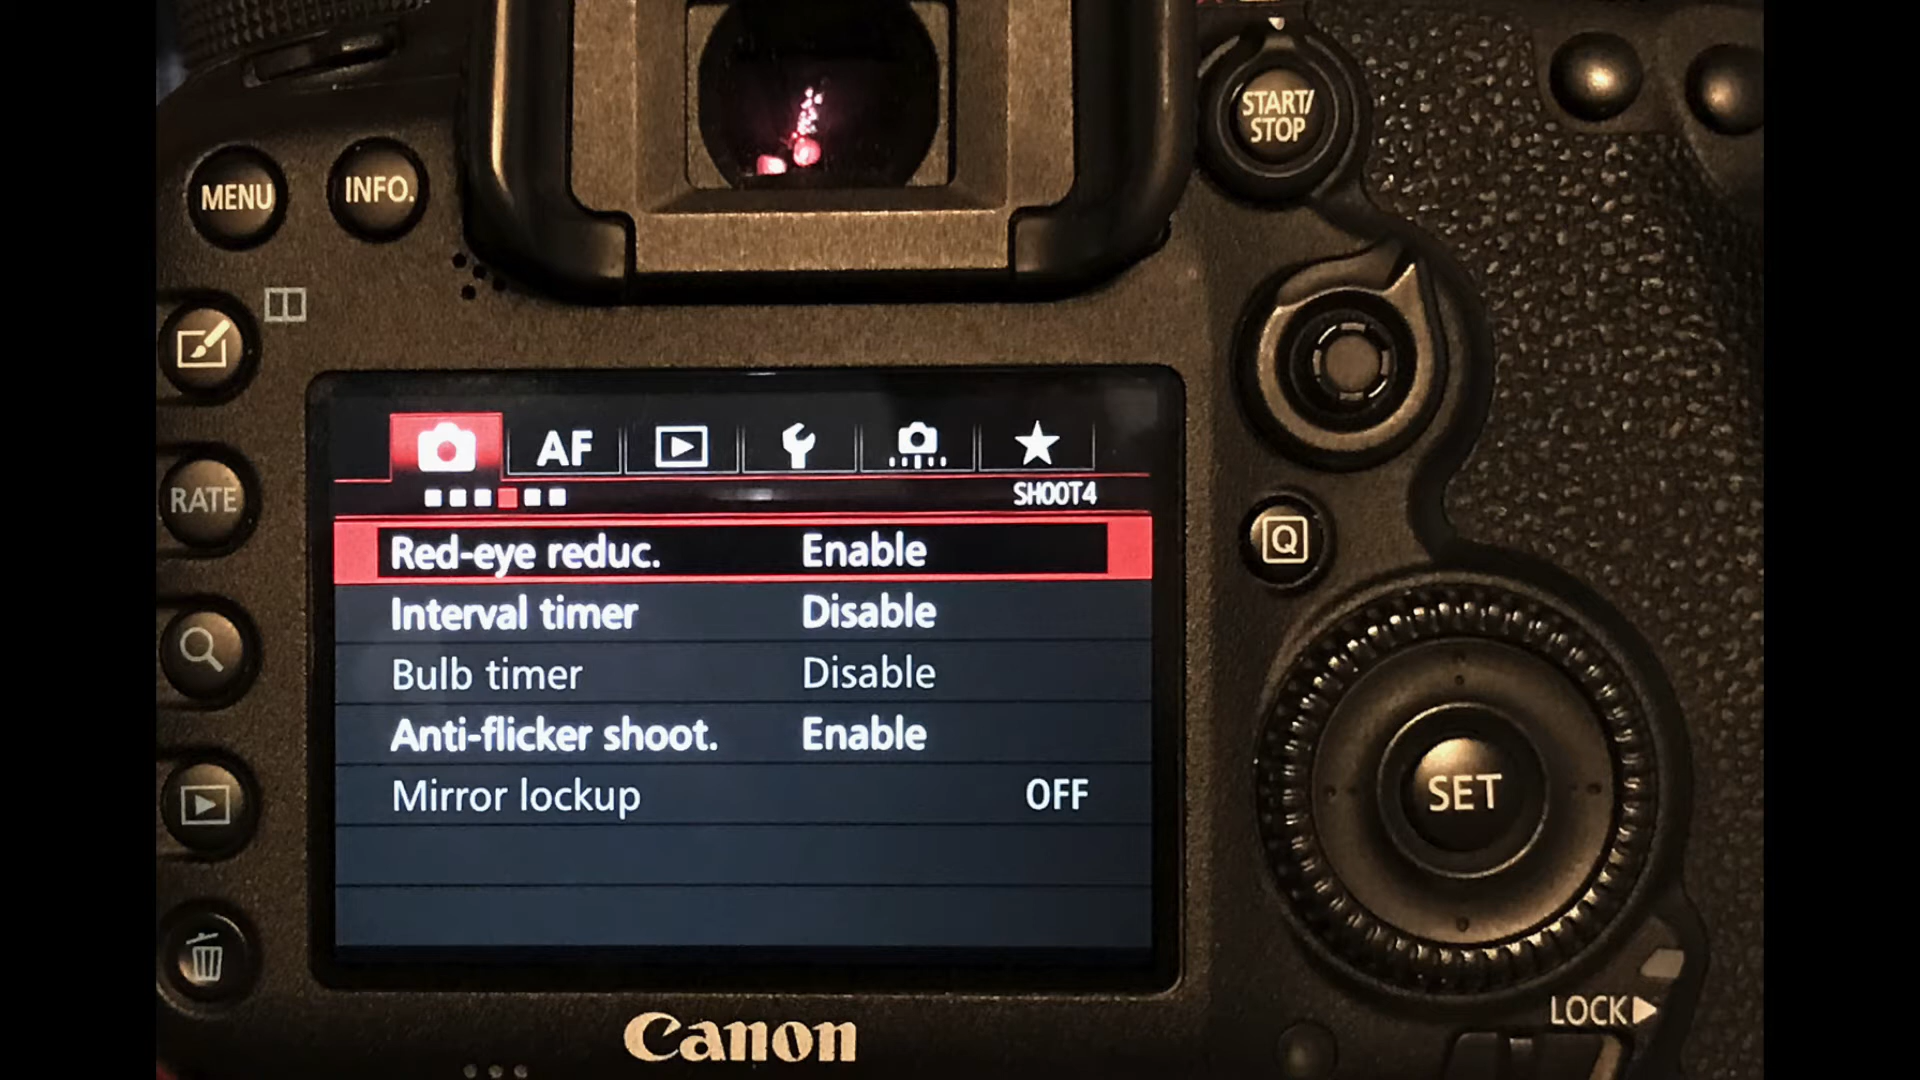 START/
STOP
MENU
INFO.
RATE
AF
SHOOT4
Red-eye reduc. Enable
Interval timer Disable
Bulb timer Disable
Anti-flicker shoot. Enable
Mirror lockup OFF
Q
SET
LOCK
Canon